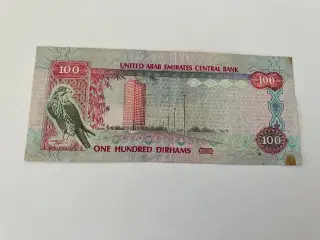 UNITED ARAB EMIRATES CENTRAL BANK
100
100
100
ONE HUNDRED DIRHAMS